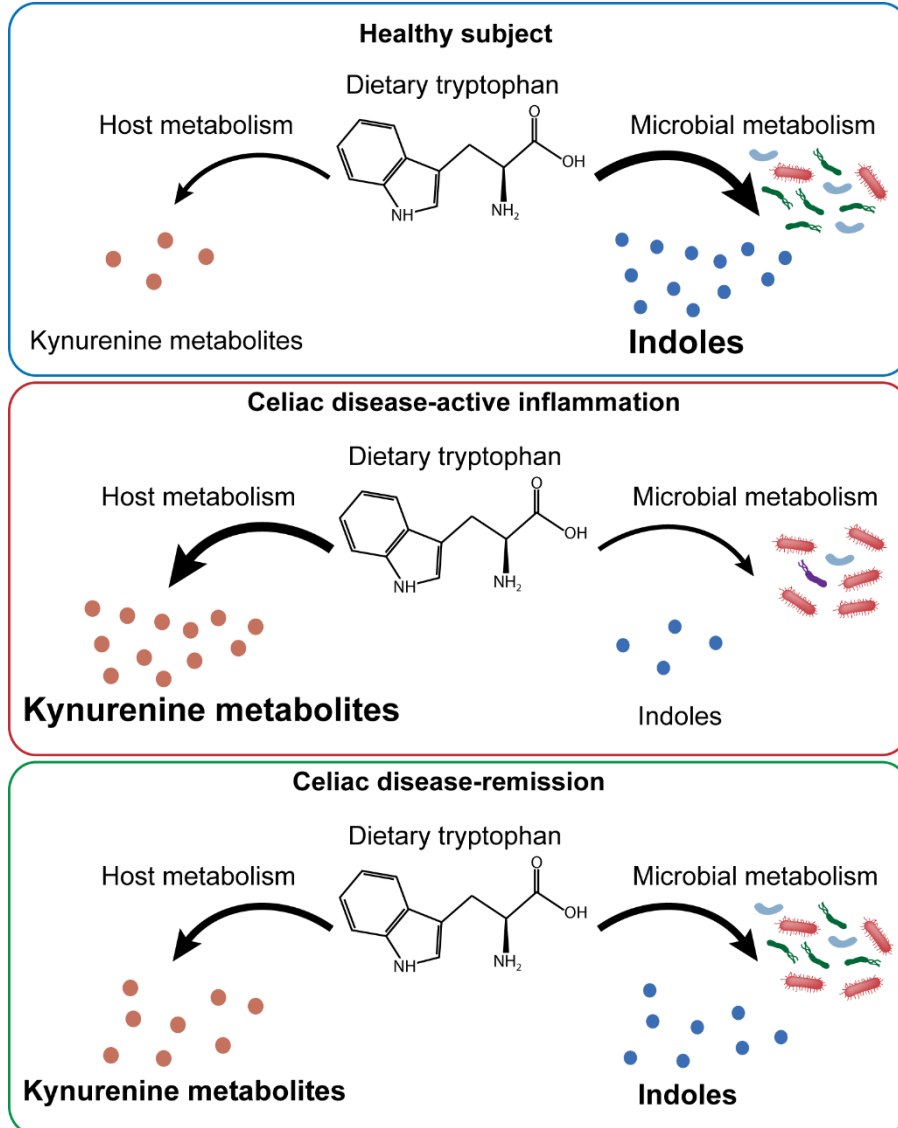 Healthy subject
Dietary tryptophan
Host metabolism
Microbial metabolism
O
OH
NH
NH₂
Kynurenine metabolites
Indoles
Celiac disease-active inflammation
Dietary tryptophan
Host metabolism
Microbial metabolism
O
OH
NH
NH₂
Kynurenine metabolites
Indoles
Celiac disease-remission
Dietary tryptophan
Host metabolism
Microbial metabolism
O
OH
NH
NH₂
Kynurenine metabolites
Indoles